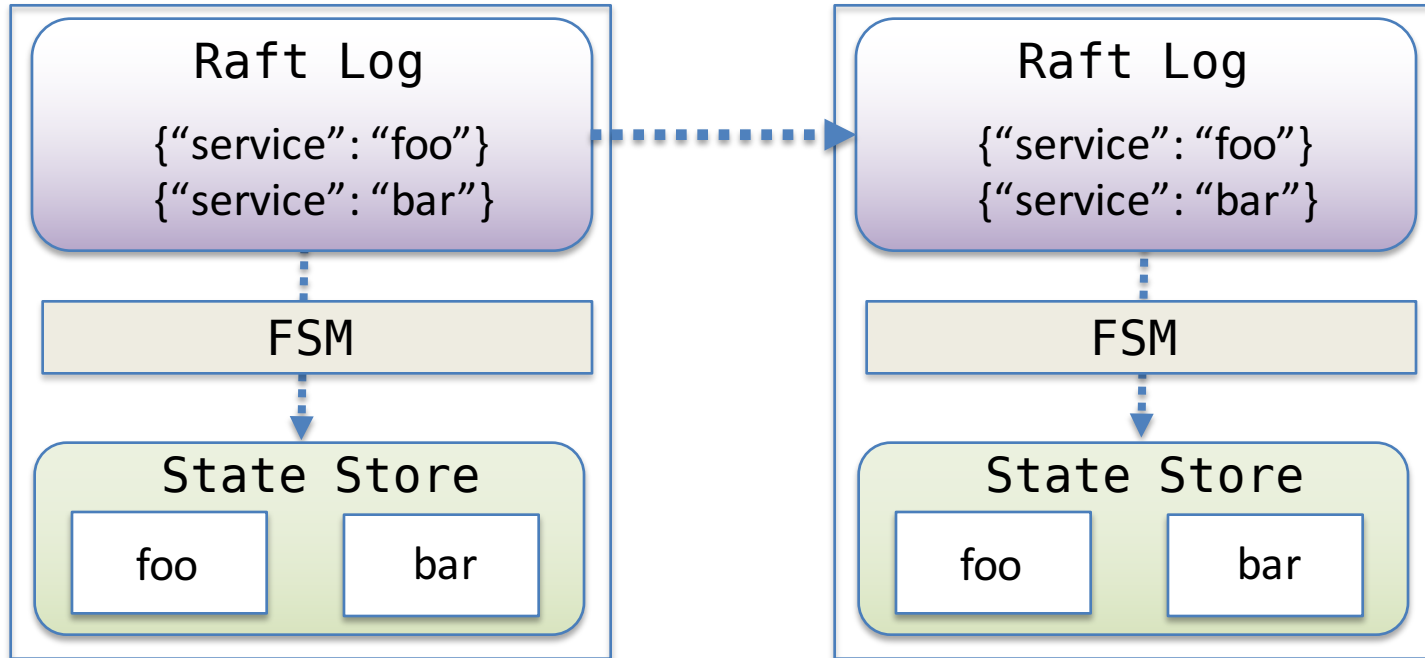 Raft Log
{“service”: “foo”}
{“service”: “bar”}
FSM
State Store
foo
bar
Raft Log
{“service”: “foo”}
{“service”: “bar”}
FSM
State Store
foo
bar